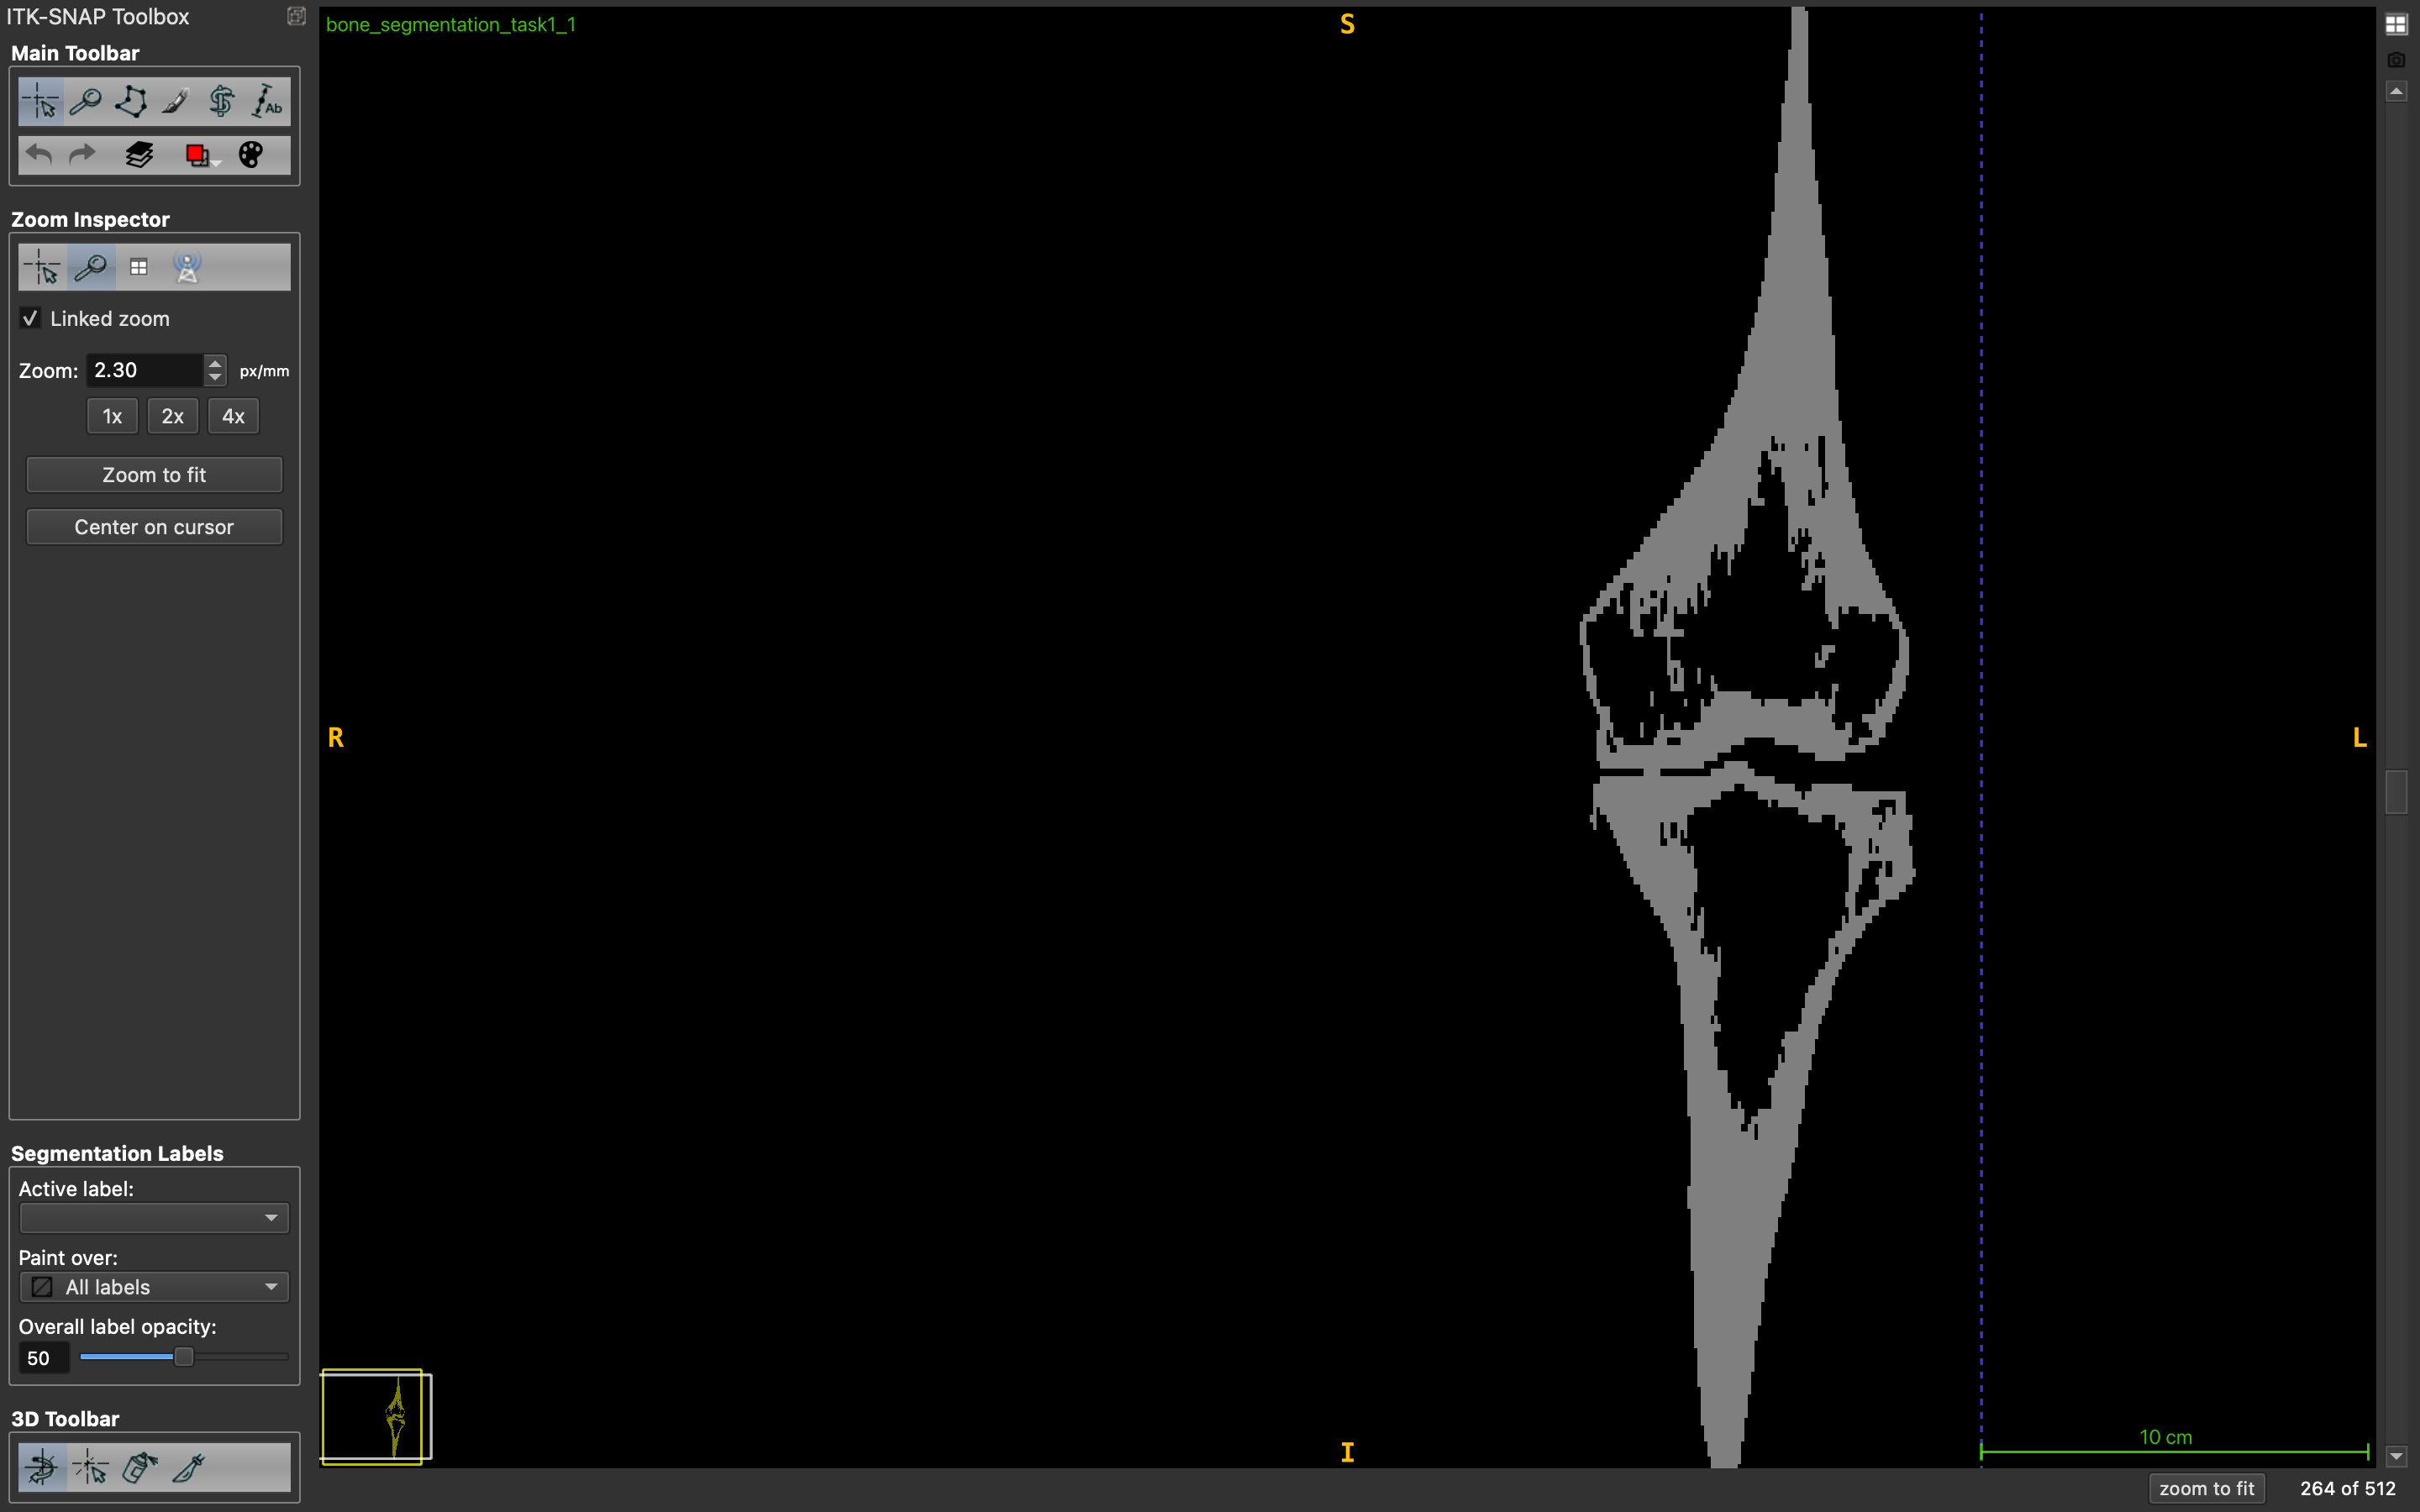 ITK-SNAP Toolbox
Main Toolbar
Ab
Zoom Inspector
Linked zoom
Zoom: 2.30 px/mm
1x 2x 4x
Zoom to fit
Center on cursor
Segmentation Labels
Active label:
Paint over:
All labels
Overall label opacity:
50
3D Toolbar
bone_segmentation_task1_1
S
R
L
I
10 cm
zoom to fit 264 of 512